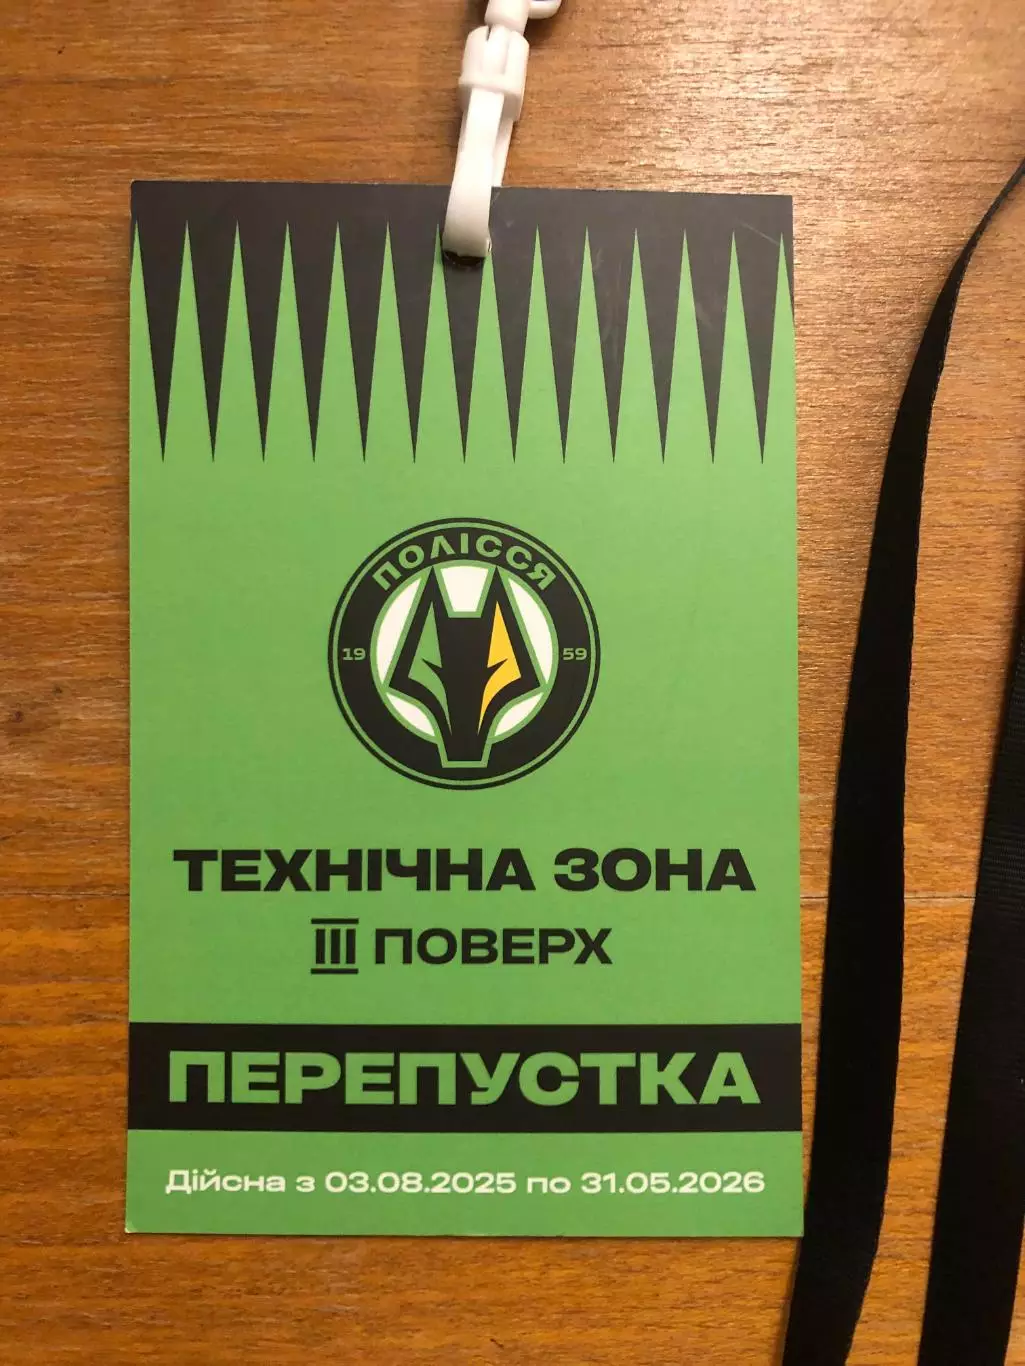 ПОЛІССЯ
19 59
ТЕХНІЧНА ЗОНА
III ПОВЕРХ
ПЕРЕПУСТКА
Дійсна з 03.08.2025 по 31.05.2026